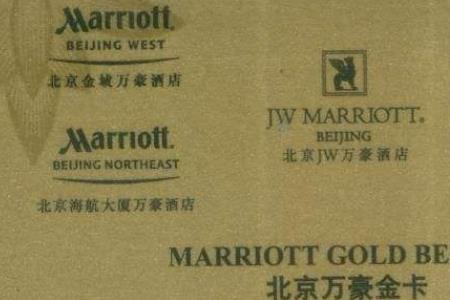 Marriott
BEIJING WEST
北京金域万豪酒店
JW MARRIOTT
BEIJING
北京JW万豪酒店
Marriott
BEIJING NORTHEAST
北京海航大厦万豪酒店
MARRIOTT GOLD BE
北京万豪金卡